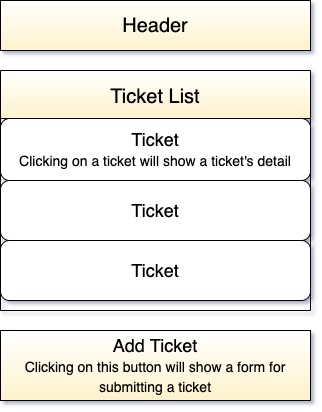 Header
Ticket List
Ticket
Clicking on a ticket will show a ticket's detail
Ticket
Ticket
Add Ticket
Clicking on this button will show a form for
submitting a ticket